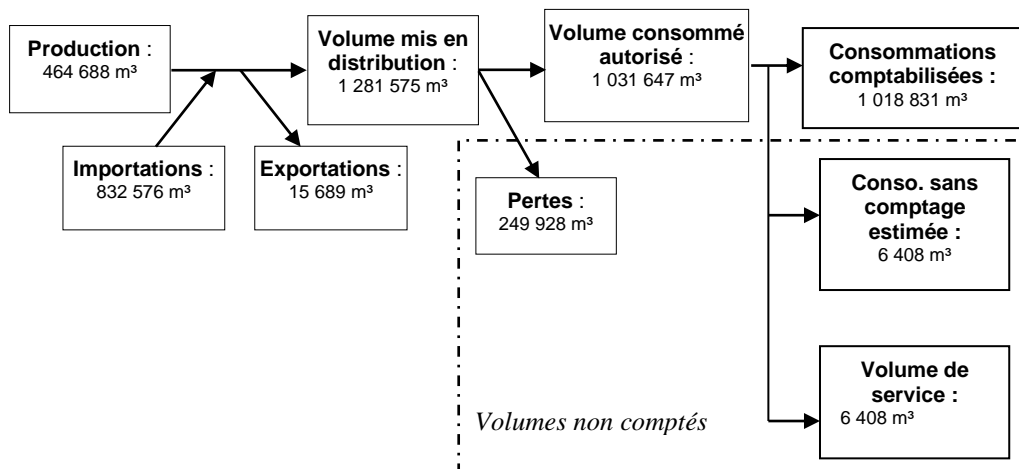 Production :
464 688 m³
Volume mis en
distribution :
1 281 575 m³
Volume consommé
autorisé :
1 031 647 m³
Consommations
comptabilisées :
1 018 831 m³
Importations :
832 576 m³
Exportations :
15 689 m³
Pertes :
249 928 m³
Conso. sans
comptage
estimée :
6 408 m³
Volume de
service :
6 408 m³
Volumes non comptés